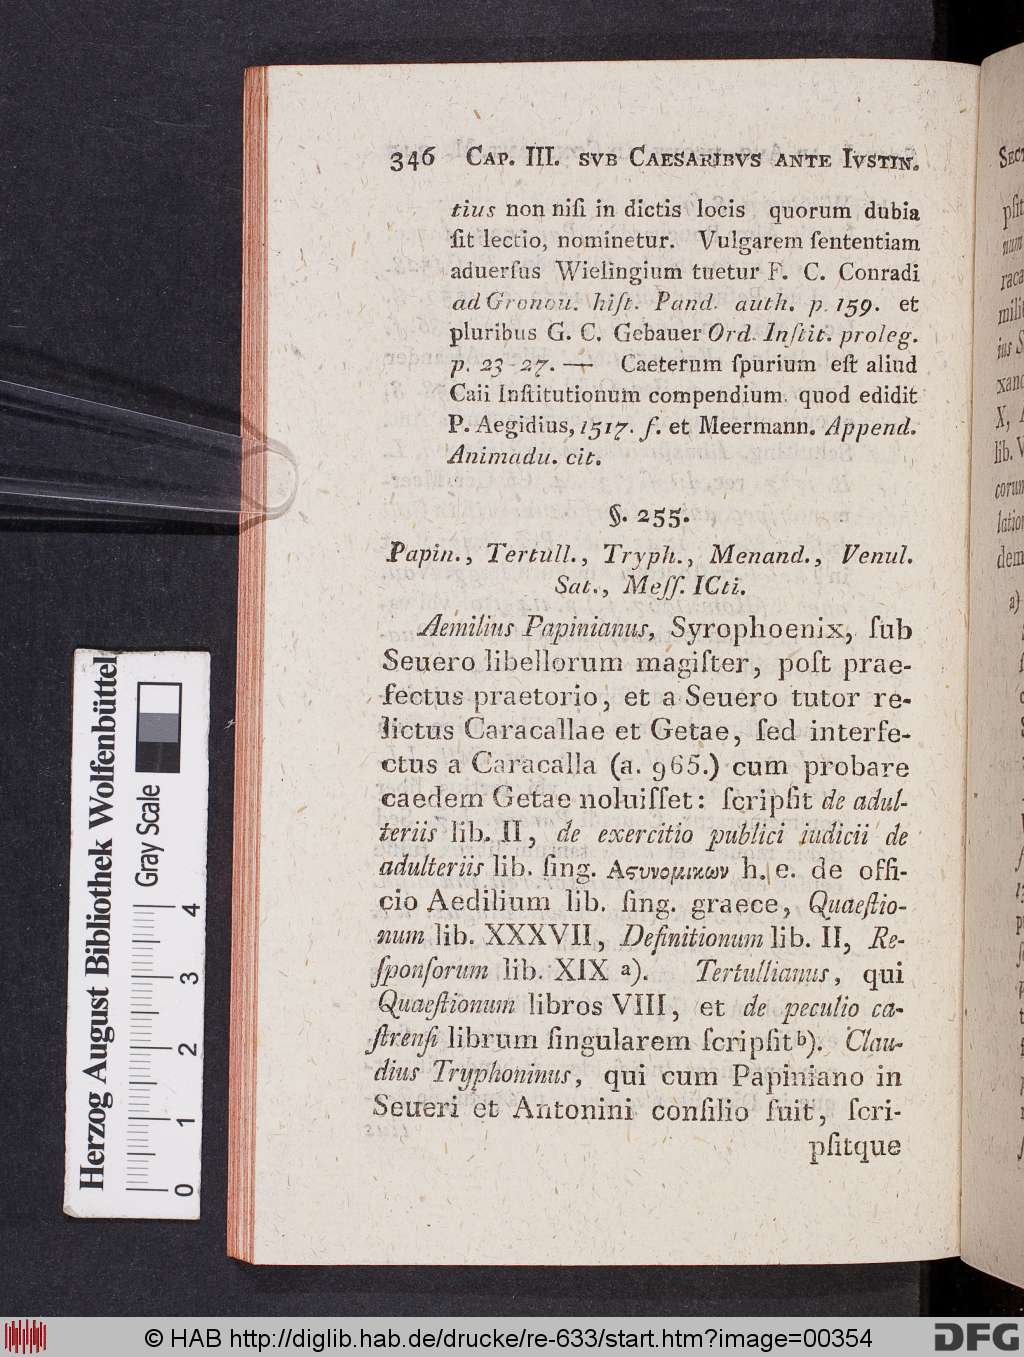 346 CAP. III. SVB CAESARIBVS ANTE IVSTIN.
tius non niſi in dictis locis quorum dubia
ſit lectio, nominetur. Vulgarem ſententiam
aduerſus Wielingium tuetur F. C. Conradi
ad Gronou. hiſt. Pand. auth. p. 159. et
pluribus G. C. Gebauer Ord. Inſtit. proleg.
p. 23-27. — Caeterum ſpurium eſt aliud
Caii Inſtitutionum compendium. quod edidit
P. Aegidius, 1517. f. et Meermann. Append.
Animadu. cit.
§. 255.
Papin., Tertull., Tryph., Menand., Venul.
Sat., Meſſ. ICti.
Aemilius Papinianus, Syrophoenix, ſub
Seuero libellorum magiſter, poſt prae-
fectus praetorio, et a Seuero tutor re-
lictus Caracallae et Getae, ſed interfe-
ctus a Caracalla (a. 965.) cum probare
caedem Getae noluiſſet: ſcripſit de adul-
teriis lib. II, de exercitio publici iudicii de
adulteriis lib. ſing. Αςυνομικων h. e. de offi-
cio Aedilium lib. ſing. graece, Quaeſtio-
num lib. XXXVII, Definitionum lib. II, Re-
ſponſorum lib. XIX a). Tertullianus, qui
Quaeſtionum libros VIII, et de peculio ca-
ſtrenſi librum ſingularem ſcripſit b). Clau-
dius Tryphoninus, qui cum Papiniano in
Seueri et Antonini conſilio fuit, ſcri-
pſitque
Herzog August Bibliothek Wolfenbüttel
Gray Scale
0 1 2 3 4
© HAB http://diglib.hab.de/drucke/re-633/start.htm?image=00354
DFG